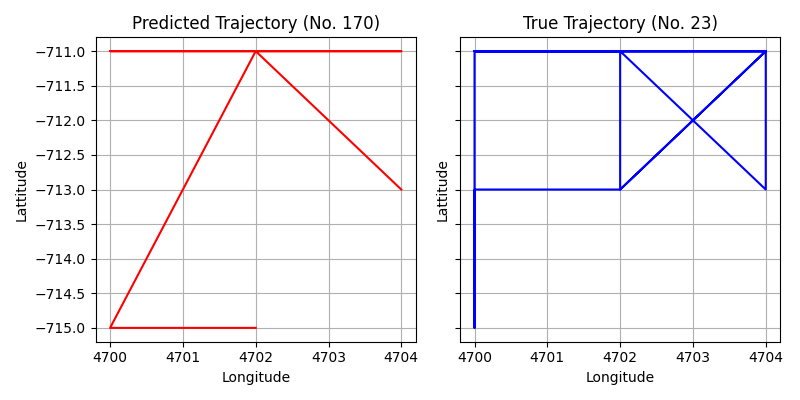 Predicted Trajectory (No. 170)
True Trajectory (No. 23)
−711.0
−711.5
−712.0
−712.5
−713.0
−713.5
−714.0
−714.5
−715.0
Lattitude
Lattitude
4700 4701 4702 4703 4704
4700 4701 4702 4703 4704
Longitude
Longitude